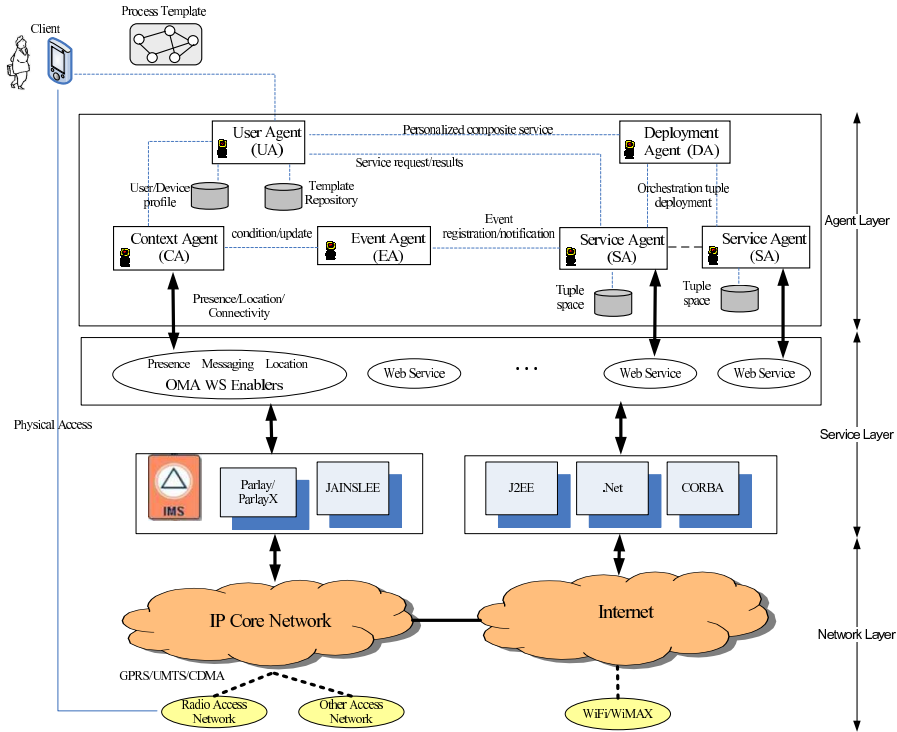 Process Template
Client
User Agent
(UA)
Personalized composite service
Deployment
Agent (DA)
Service request/results
User/Device
profile
Template
Repository
Orchestration tuple
deployment
Agent Layer
Context Agent
(CA)
condition/update
Event Agent
(EA)
Event
registration/notification
Service Agent
(SA)
Service Agent
(SA)
Tuple
space
Tuple
space
Presence/Location/
Connectivity
Presence Messaging Location
OMA WS Enablers
Web Service
. . .
Web Service
Web Service
Physical Access
Service Layer
IMS
Parlay/
ParlayX
JAINSLEE
J2EE
.Net
CORBA
IP Core Network
Internet
Network Layer
GPRS/UMTS/CDMA
Radio Access
Network
Other Access
Network
WiFi/WiMAX